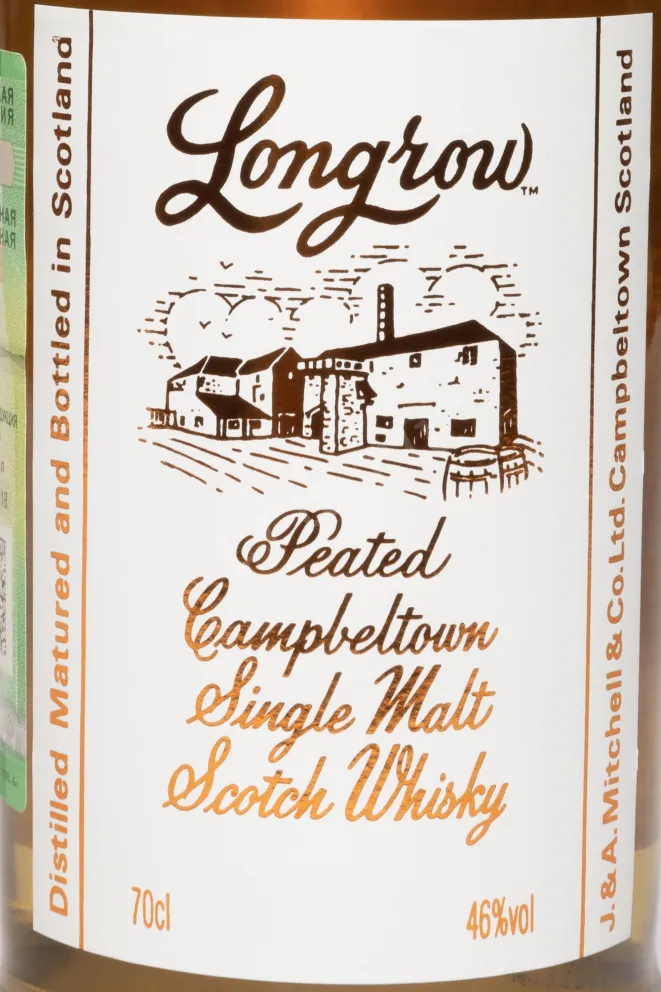 Distilled Matured and Bottled in Scotland
Longrow™
Peated
Campbeltown
Single Malt
Scotch Whisky
70cl
46%vol
J. & A. Mitchell & Co. Ltd. Campbeltown Scotland